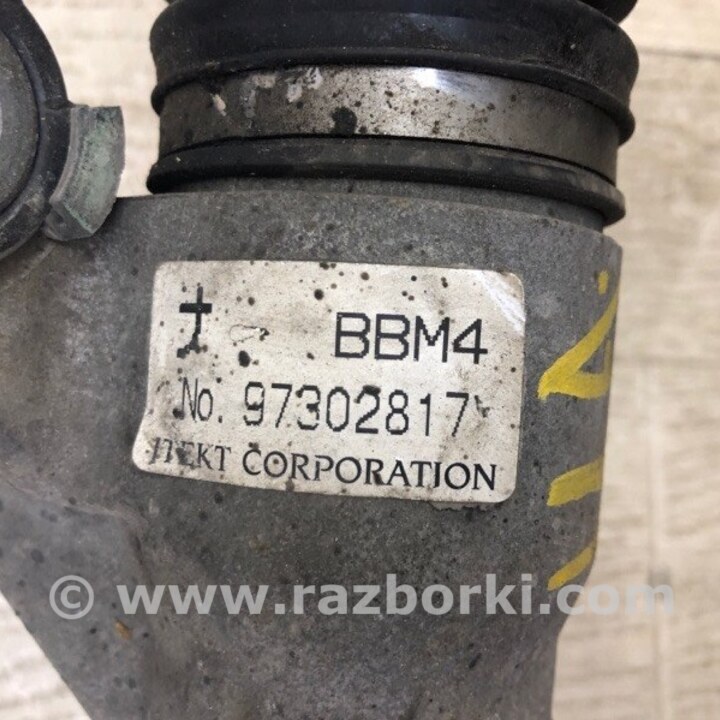 BBM4
No. 97302817
JTEKT CORPORATION
© www.razborki.com